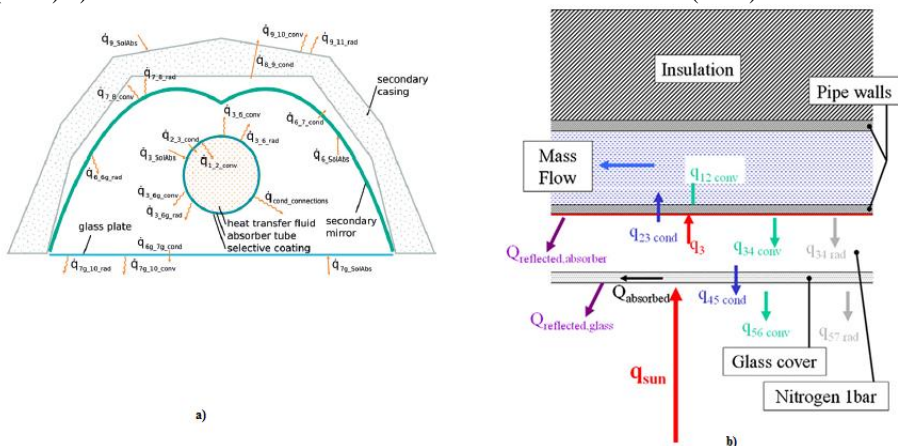 q̇9_SolAbs
q̇9_10_conv
q̇9_11_rad
q̇8_9_cond
q̇7_8_rad
q̇7_8_conv
secondary
casing
q̇3_6_conv
q̇6_7_cond
q̇2_3_cond
q̇3_6_rad
q̇3_SolAbs
q̇1_2_conv
q̇6_SolAbs
q̇6_6g_rad
q̇3_6g_conv
q̇cond_connections
q̇3_6g_rad
glass plate
heat transfer fluid
absorber tube
selective coating
secondary
mirror
q̇6g_7g_cond
q̇7g_10_rad
q̇7g_10_conv
q̇7g_SolAbs
a)
Insulation
Pipe walls
Mass
Flow
q12 conv
q23 cond
q3
q34 conv
q34 rad
Qreflected,absorber
Qabsorbed
q45 cond
Qreflected,glass
q56 conv
q57 rad
Glass cover
qsun
Nitrogen 1bar
b)